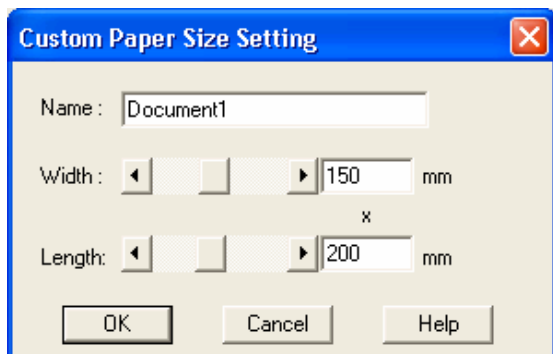 Custom Paper Size Setting
Name : Document1
Width : 150 mm
x
Length: 200 mm
OK Cancel Help